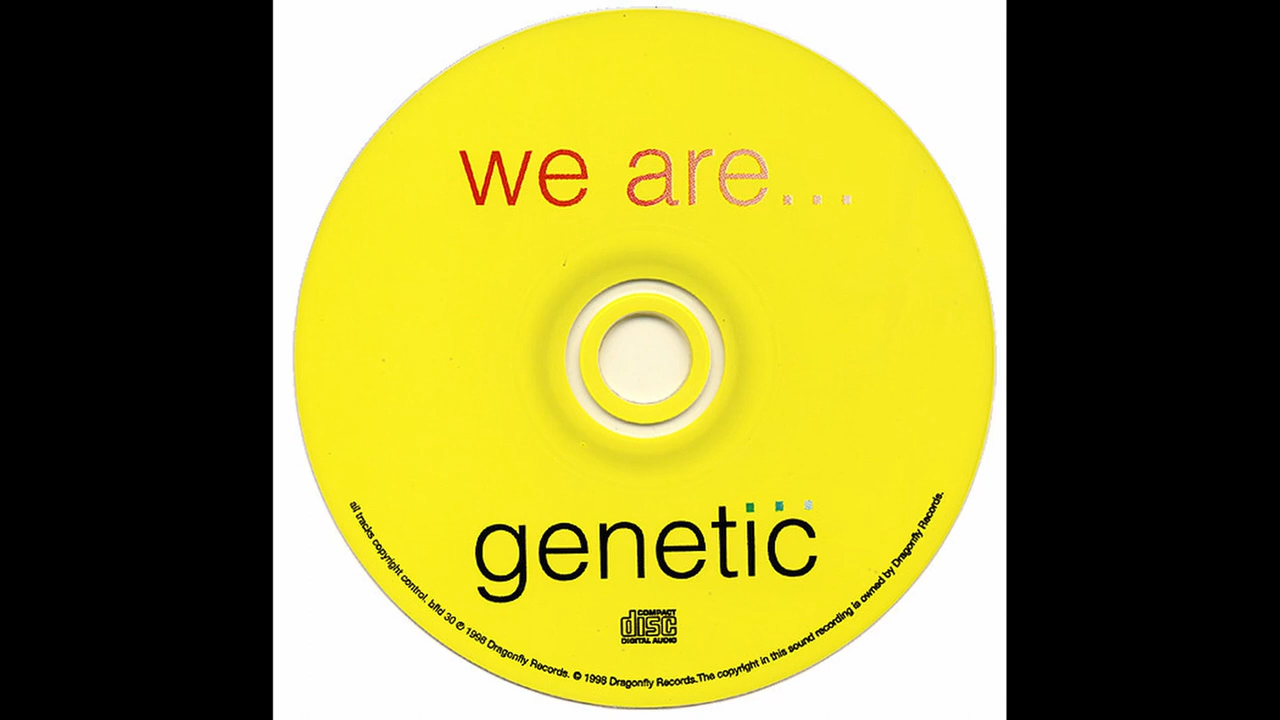 we are...
genetic
COMPACT
disc
DIGITAL AUDIO
all tracks copyright control. bfld 30 ℗ 1998 Dragonfly Records. © 1998 Dragonfly Records.The copyright in this sound recording is owned by Dragonfly Records.